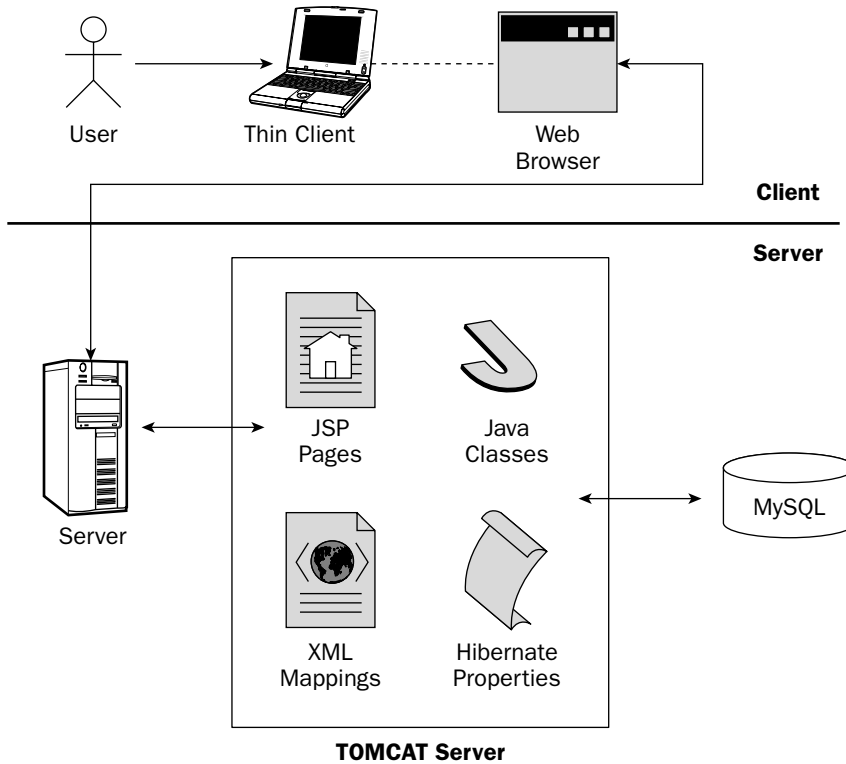 User
Thin Client
Web
Browser
Client
Server
JSP
Pages
Java
Classes
Server
MySQL
XML
Mappings
Hibernate
Properties
TOMCAT Server